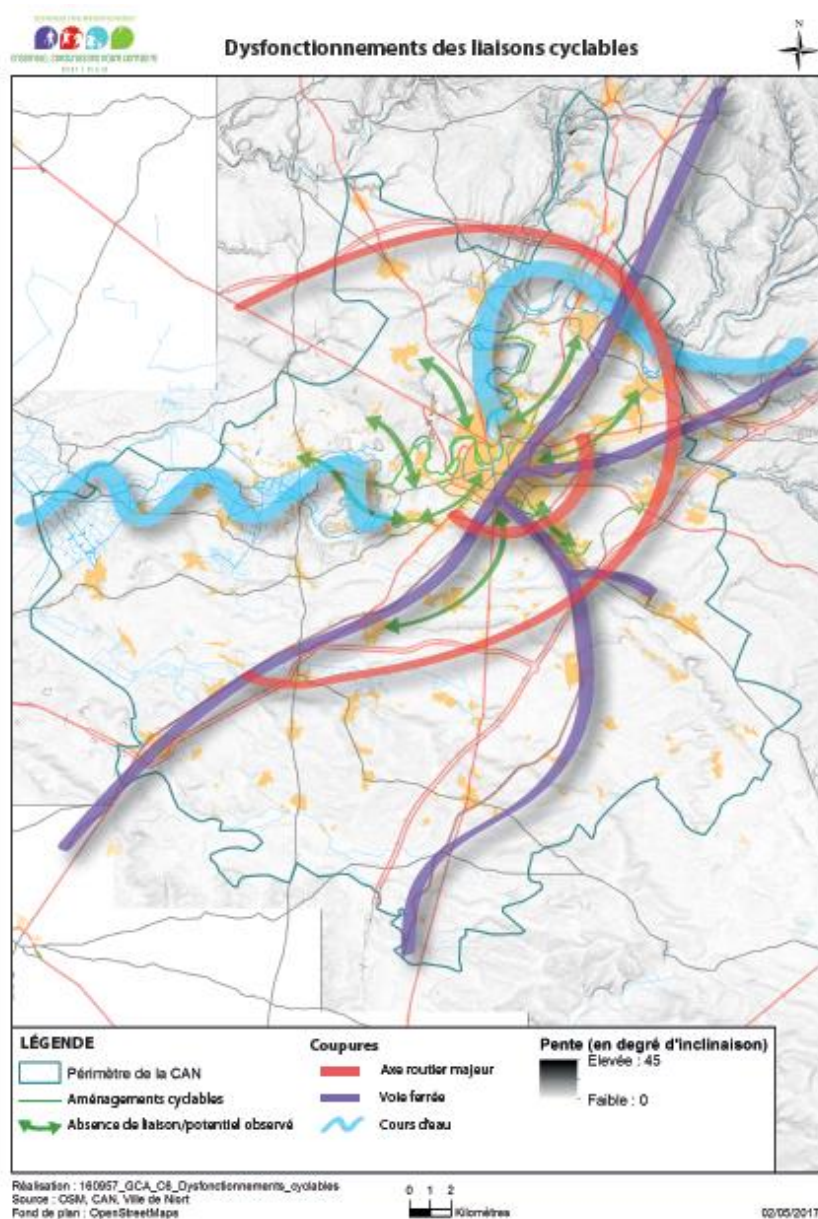 Dysfonctionnements des liaisons cyclables
N
LÉGENDE
Périmètre de la CAN
Aménagements cyclables
Absence de liaison/potentiel observé
Coupures
Axe routier majeur
Voie ferrée
Cours d'eau
Pente (en degré d'inclinaison)
Elevée : 45
Faible : 0
Réalisation : 160957_GCA_C6_Dysfonctionnements_cyclables
Source : OSM, CAN, Ville de Niort
Fond de plan : OpenStreetMaps
0 1 2
Kilomètres
02/05/2017